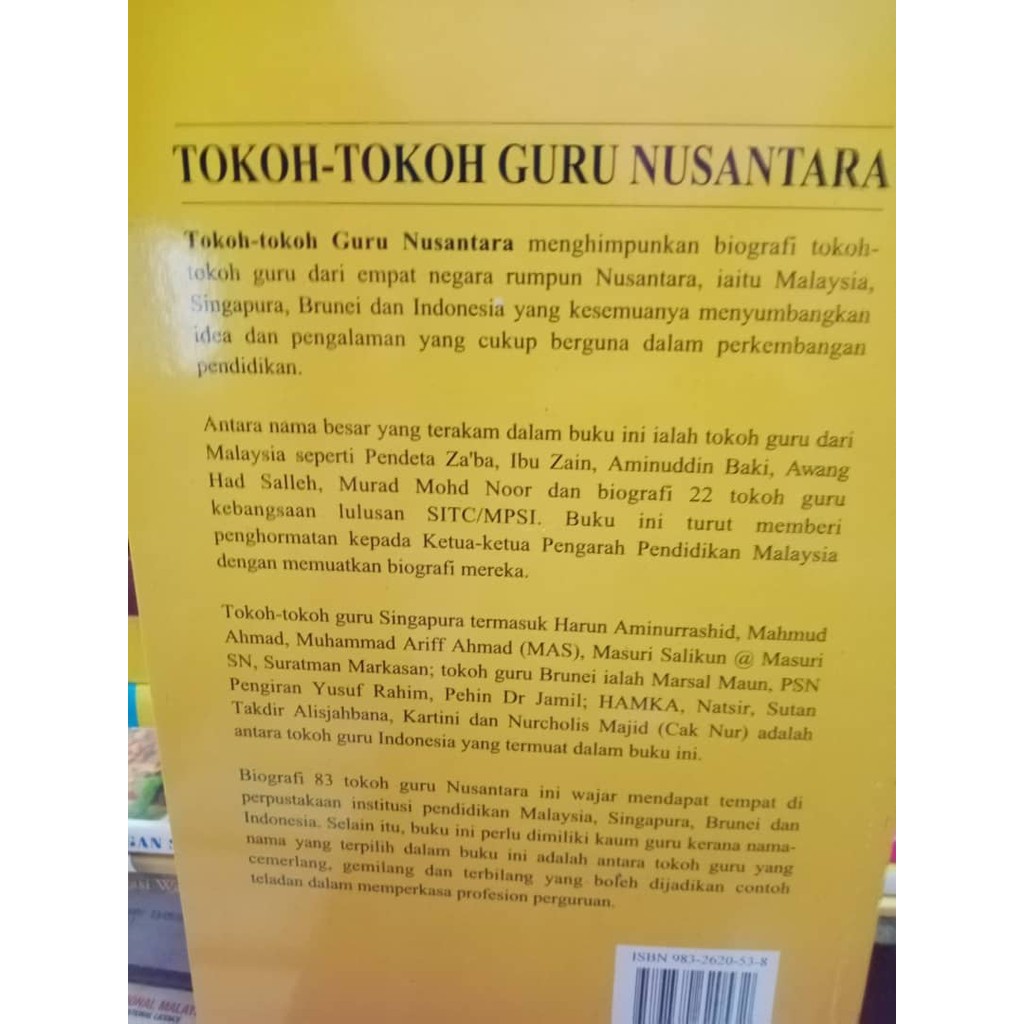 TOKOH-TOKOH GURU NUSANTARA
Tokoh-tokoh Guru Nusantara menghimpunkan biografi tokoh-
tokoh guru dari empat negara rumpun Nusantara, iaitu Malaysia,
Singapura, Brunei dan Indonesia yang kesemuanya menyumbangkan
idea dan pengalaman yang cukup berguna dalam perkembangan
pendidikan.
Antara nama besar yang terakam dalam buku ini ialah tokoh guru dari
Malaysia seperti Pendeta Za'ba, Ibu Zain, Aminuddin Baki, Awang
Had Salleh, Murad Mohd Noor dan biografi 22 tokoh guru
kebangsaan lulusan SITC/MPSI. Buku ini turut memberi
penghormatan kepada Ketua-ketua Pengarah Pendidikan Malaysia
dengan memuatkan biografi mereka.
Tokoh-tokoh guru Singapura termasuk Harun Aminurrashid, Mahmud
Ahmad, Muhammad Ariff Ahmad (MAS), Masuri Salikun @ Masuri
SN, Suratman Markasan; tokoh guru Brunei ialah Marsal Maun, PSN
Pengiran Yusuf Rahim, Pehin Dr Jamil; HAMKA, Natsir, Sutan
Takdir Alisjahbana, Kartini dan Nurcholis Majid (Cak Nur) adalah
antara tokoh guru Indonesia yang termuat dalam buku ini.
Biografi 83 tokoh guru Nusantara ini wajar mendapat tempat di
perpustakaan institusi pendidikan Malaysia, Singapura, Brunei dan
Indonesia. Selain itu, buku ini perlu dimiliki kaum guru kerana nama-
nama yang terpilih dalam buku ini adalah antara tokoh guru yang
cemerlang, gemilang dan terbilang yang boleh dijadikan contoh
teladan dalam memperkasa profesion perguruan.
ISBN 983-2620-53-8